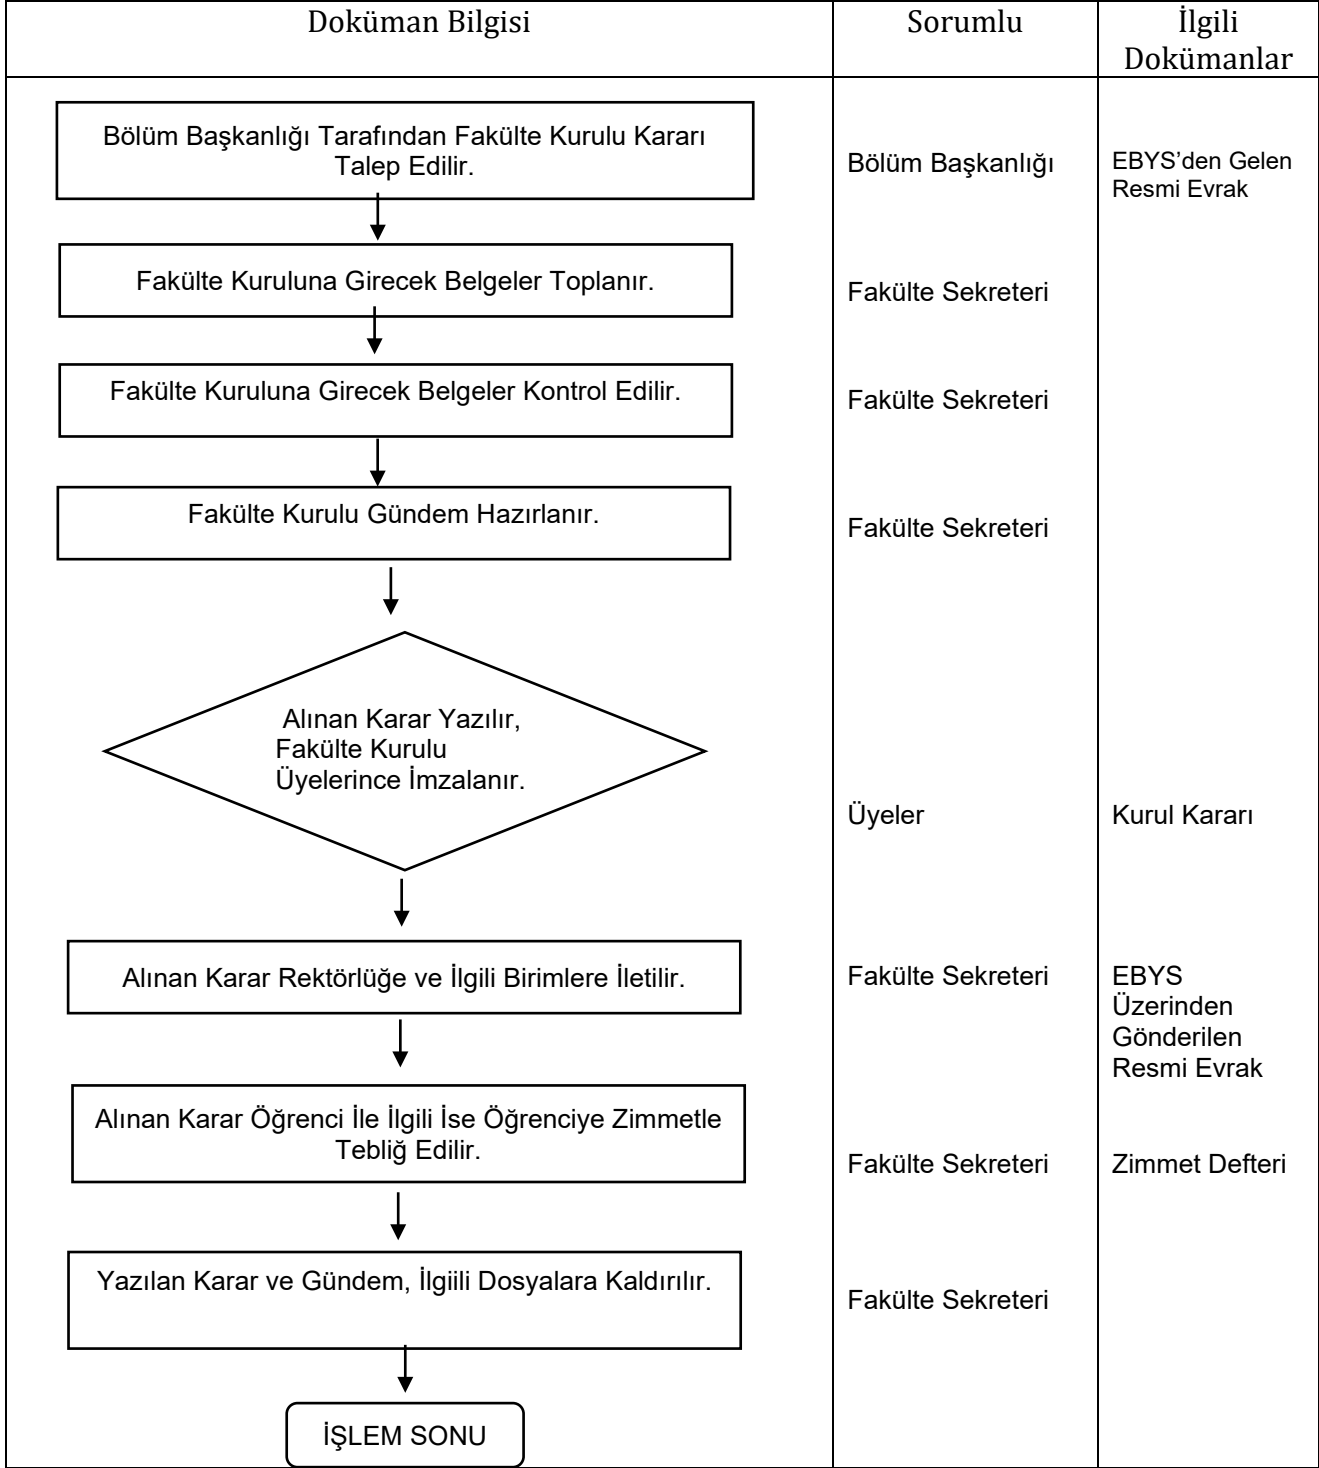 Doküman Bilgisi
Sorumlu
İlgili
Dokümanlar
Bölüm Başkanlığı Tarafından Fakülte Kurulu Kararı
Talep Edilir.
Bölüm Başkanlığı
EBYS’den Gelen
Resmi Evrak
Fakülte Kuruluna Girecek Belgeler Toplanır.
Fakülte Sekreteri
Fakülte Kuruluna Girecek Belgeler Kontrol Edilir.
Fakülte Sekreteri
Fakülte Kurulu Gündem Hazırlanır.
Fakülte Sekreteri
Alınan Karar Yazılır,
Fakülte Kurulu
Üyelerince İmzalanır.
Üyeler
Kurul Kararı
Alınan Karar Rektörlüğe ve İlgili Birimlere İletilir.
Fakülte Sekreteri
EBYS
Üzerinden
Gönderilen
Resmi Evrak
Alınan Karar Öğrenci İle İlgili İse Öğrenciye Zimmetle
Tebliğ Edilir.
Fakülte Sekreteri
Zimmet Defteri
Yazılan Karar ve Gündem, İlgiili Dosyalara Kaldırılır.
Fakülte Sekreteri
İŞLEM SONU